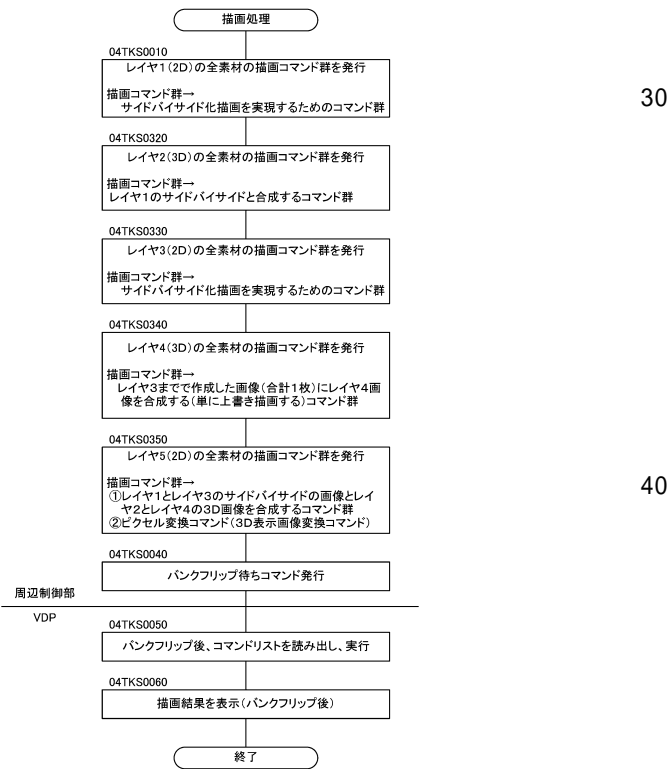 描画処理
04TKS0010
レイヤ1(2D)の全素材の描画コマンド群を発行
描画コマンド群→
サイドバイサイド化描画を実現するためのコマンド群
30
04TKS0320
レイヤ2(3D)の全素材の描画コマンド群を発行
描画コマンド群→
レイヤ1のサイドバイサイドと合成するコマンド群
04TKS0330
レイヤ3(2D)の全素材の描画コマンド群を発行
描画コマンド群→
サイドバイサイド化描画を実現するためのコマンド群
04TKS0340
レイヤ4(3D)の全素材の描画コマンド群を発行
描画コマンド群→
レイヤ3までで作成した画像(合計1枚)にレイヤ4画
像を合成する(単に上書き描画する)コマンド群
04TKS0350
レイヤ5(2D)の全素材の描画コマンド群を発行
描画コマンド群→
①レイヤ1とレイヤ3のサイドバイサイドの画像とレイ
ヤ2とレイヤ4の3D画像を合成するコマンド群
②ピクセル変換コマンド(3D表示画像変換コマンド)
40
04TKS0040
バンクフリップ待ちコマンド発行
周辺制御部
VDP
04TKS0050
バンクフリップ後、コマンドリストを読み出し、実行
04TKS0060
描画結果を表示(バンクフリップ後)
終了